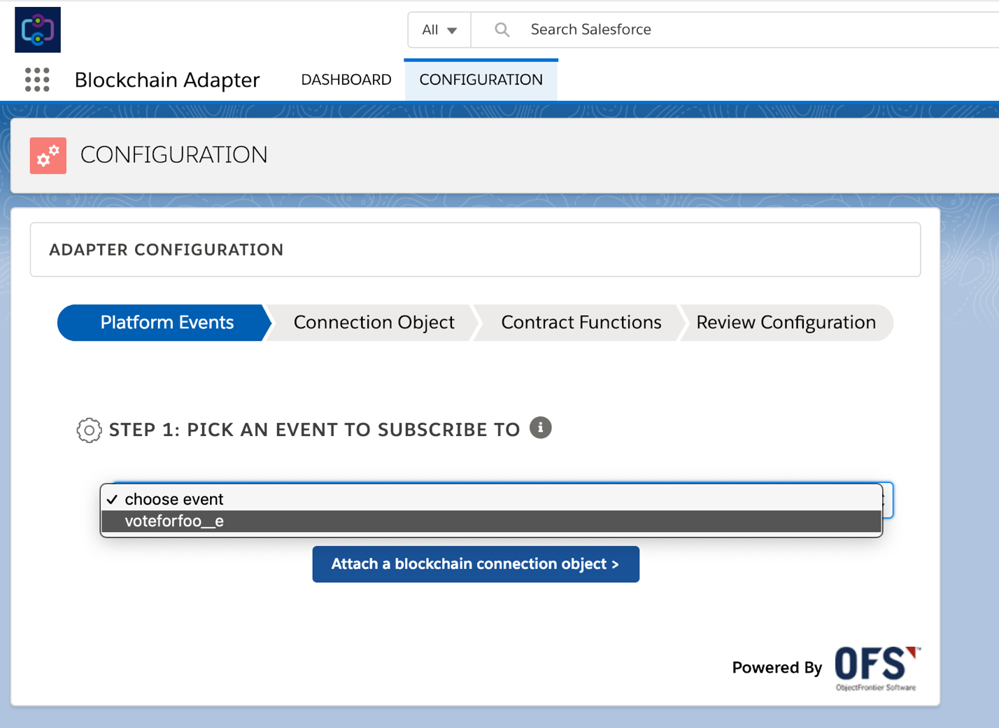 All
Search Salesforce
Blockchain Adapter
DASHBOARD
CONFIGURATION
CONFIGURATION
ADAPTER CONFIGURATION
Platform Events
Connection Object
Contract Functions
Review Configuration
STEP 1: PICK AN EVENT TO SUBSCRIBE TO
✓ choose event
voteforfoo__e
Attach a blockchain connection object >
Powered By
OFS™
ObjectFrontier Software